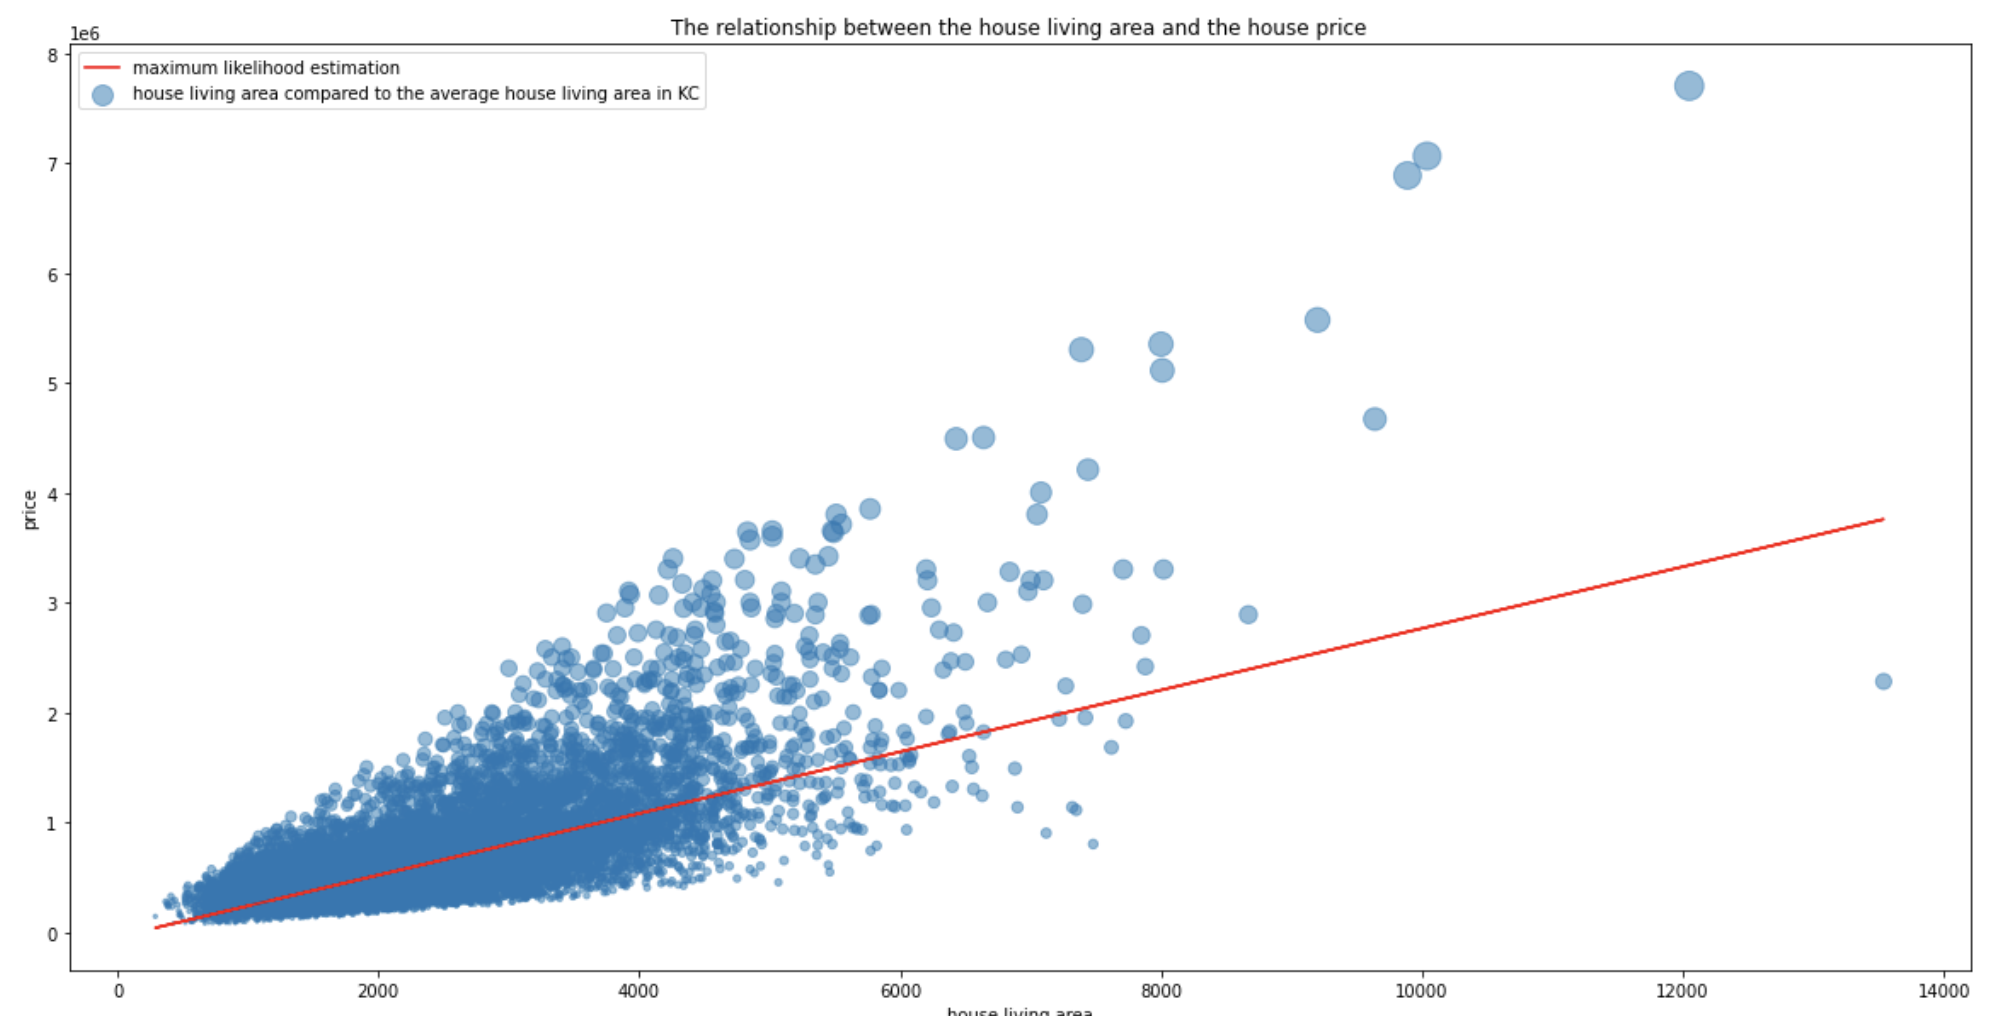 The relationship between the house living area and the house price
1e6
maximum likelihood estimation
house living area compared to the average house living area in KC
8
7
6
5
4
3
2
1
0
price
0 2000 4000 6000 8000 10000 12000 14000
house living area